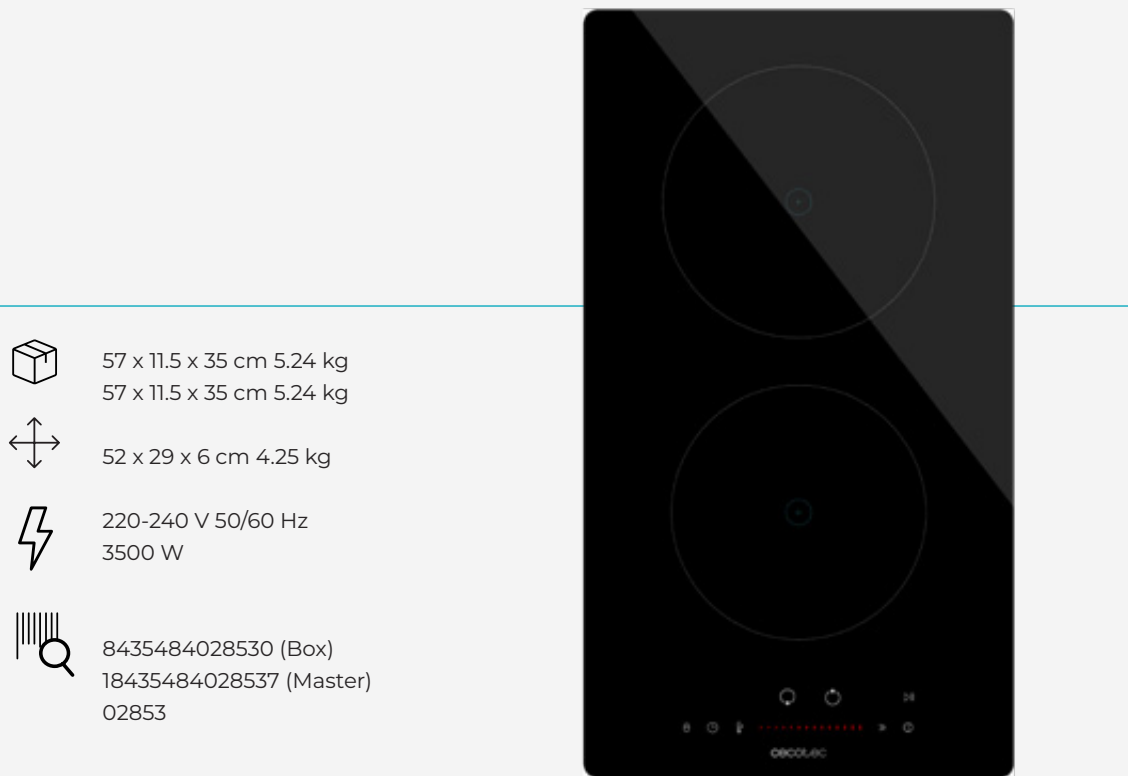 57 x 11.5 x 35 cm 5.24 kg
57 x 11.5 x 35 cm 5.24 kg
52 x 29 x 6 cm 4.25 kg
220-240 V 50/60 Hz
3500 W
8435484028530 (Box)
18435484028537 (Master)
02853
cecotec